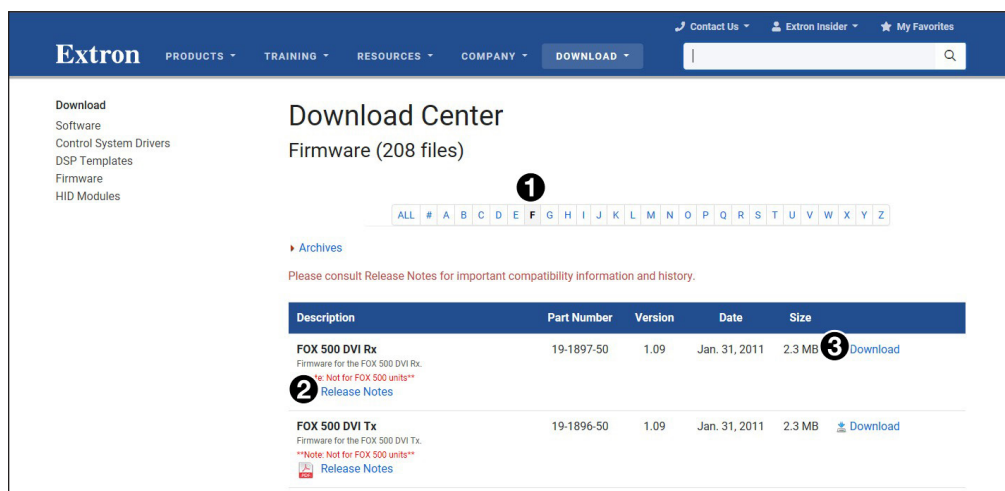 Contact Us Extron Insider My Favorites
Extron PRODUCTS TRAINING RESOURCES COMPANY DOWNLOAD
Download
Software
Control System Drivers
DSP Templates
Firmware
HID Modules
Download Center
Firmware (208 files)
1
ALL # A B C D E F G H I J K L M N O P Q R S T U V W X Y Z
Archives
Please consult Release Notes for important compatibility information and history.
Description Part Number Version Date Size
FOX 500 DVI Rx 19-1897-50 1.09 Jan. 31, 2011 2.3 MB 3 Download
Firmware for the FOX 500 DVI Rx.
te: Not for FOX 500 units**
2 Release Notes
FOX 500 DVI Tx 19-1896-50 1.09 Jan. 31, 2011 2.3 MB Download
Firmware for the FOX 500 DVI Tx.
**Note: Not for FOX 500 units**
Release Notes